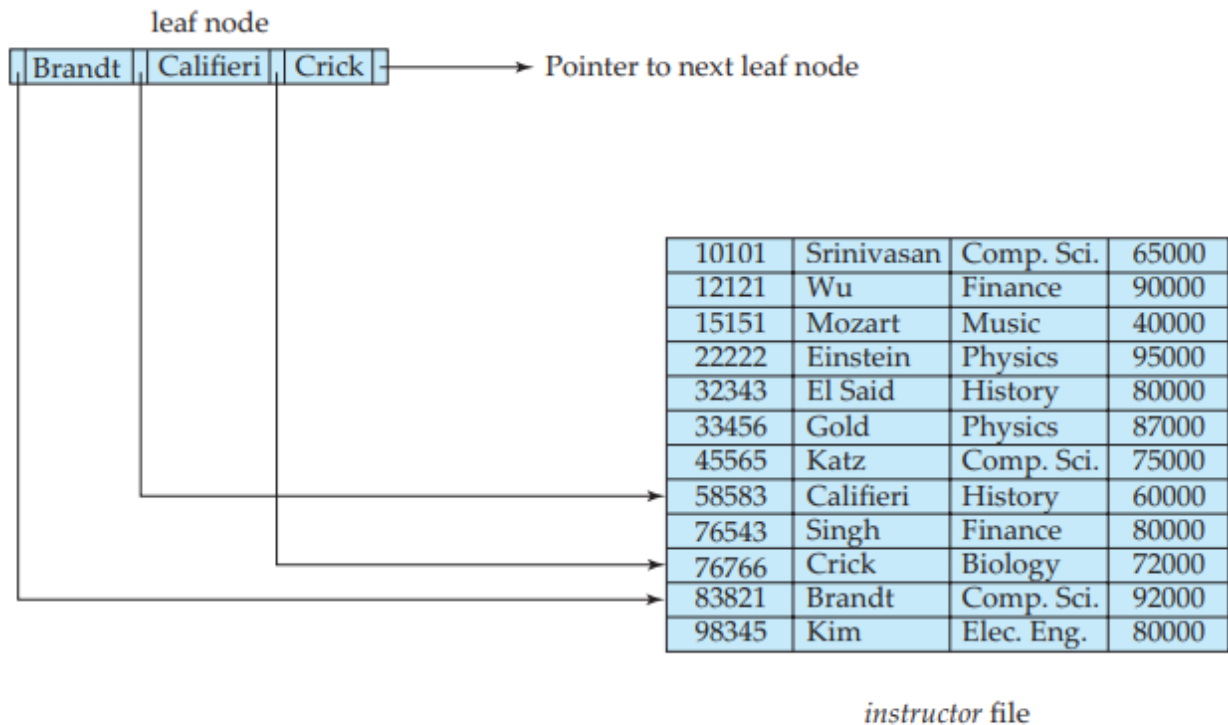 leaf node
Brandt Califieri Crick Pointer to next leaf node
10101 Srinivasan Comp. Sci. 65000
12121 Wu Finance 90000
15151 Mozart Music 40000
22222 Einstein Physics 95000
32343 El Said History 80000
33456 Gold Physics 87000
45565 Katz Comp. Sci. 75000
58583 Califieri History 60000
76543 Singh Finance 80000
76766 Crick Biology 72000
83821 Brandt Comp. Sci. 92000
98345 Kim Elec. Eng. 80000
instructor file